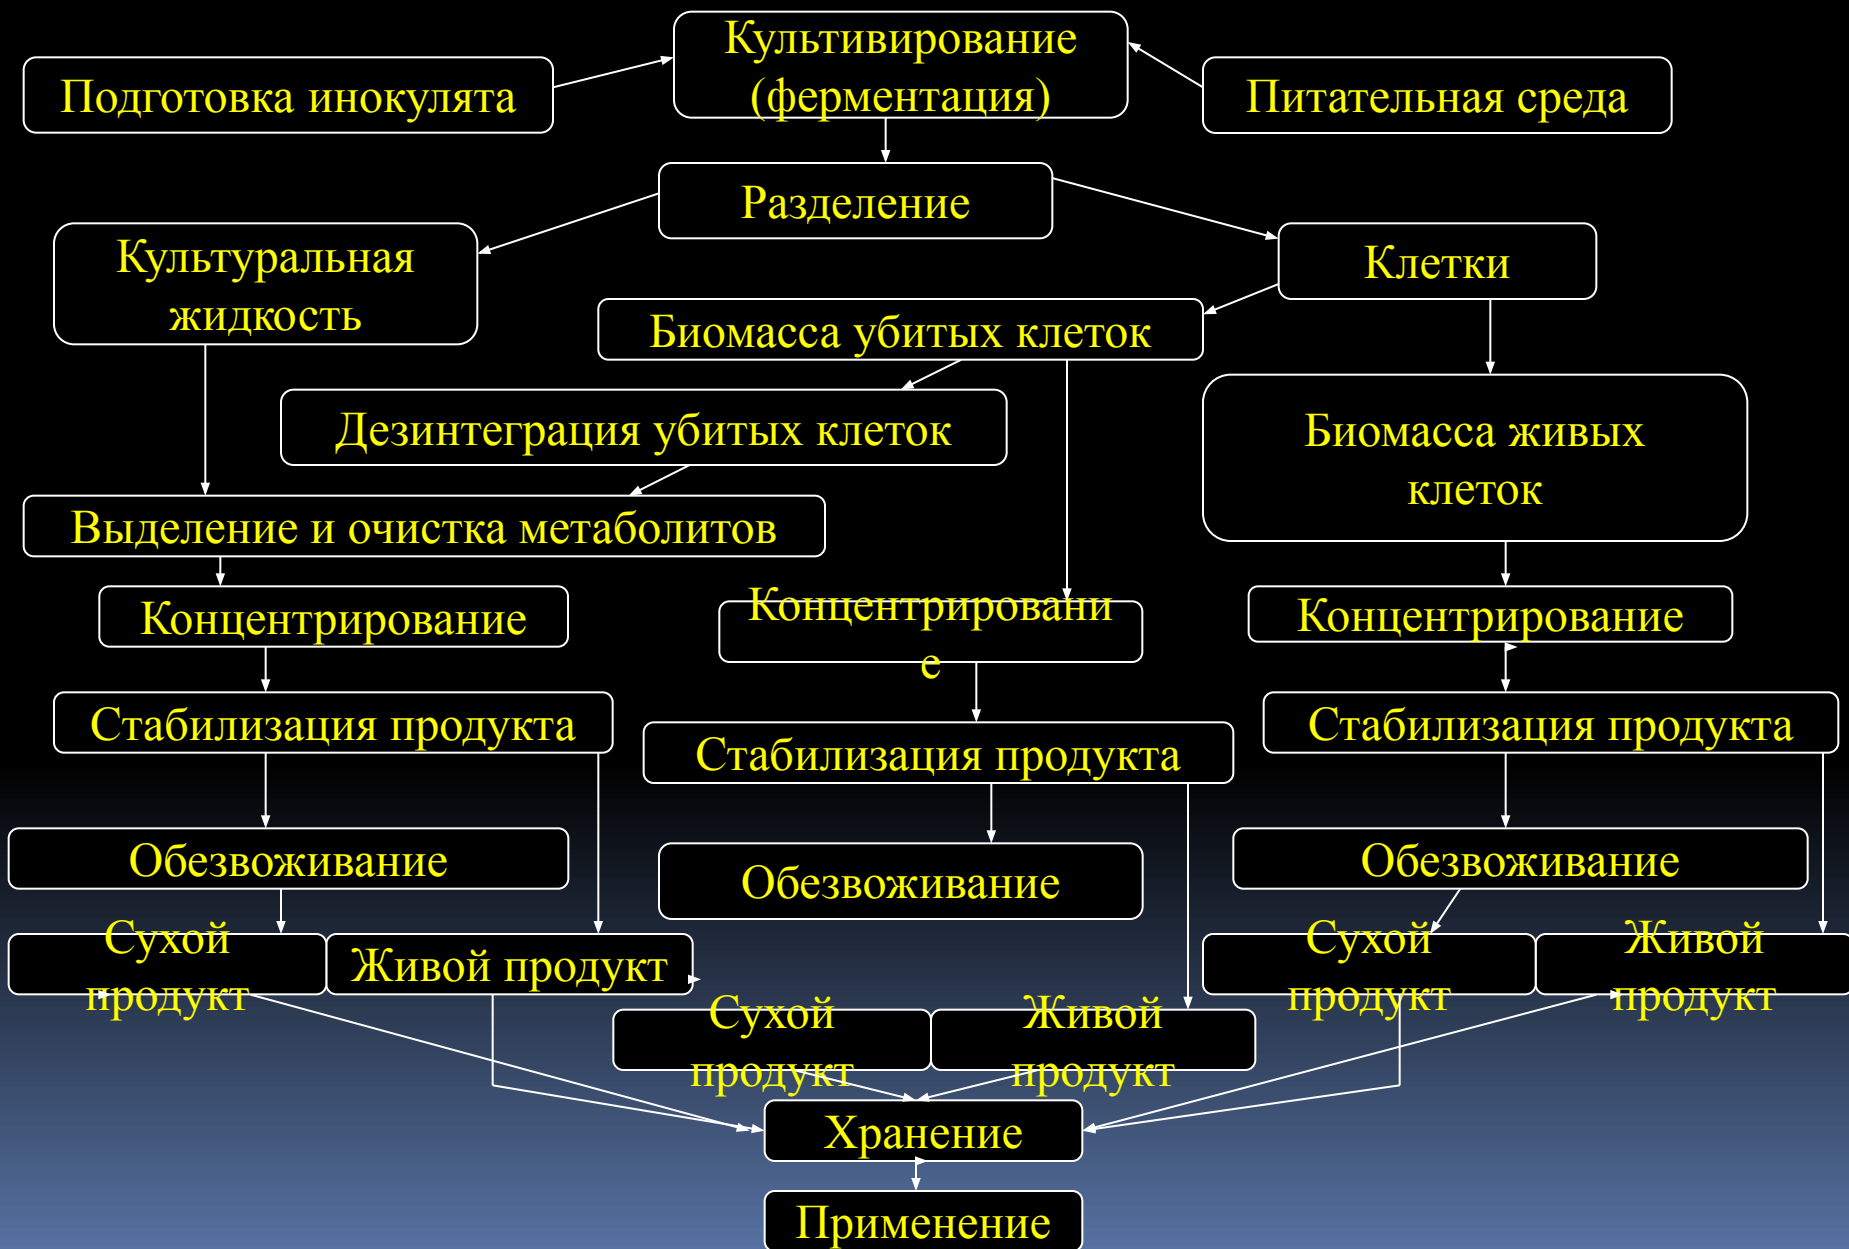 Культивирование
(ферментация)
Подготовка инокулята
Питательная среда
Разделение
Культуральная
жидкость
Клетки
Биомасса убитых клеток
Дезинтеграция убитых клеток
Биомасса живых
клеток
Выделение и очистка метаболитов
Концентрирование
Концентрировани
е
Концентрирование
Стабилизация продукта
Стабилизация продукта
Стабилизация продукта
Обезвоживание
Обезвоживание
Обезвоживание
Сухой
продукт
Живой продукт
Сухой
продукт
Живой
продукт
Сухой
продукт
Живой
продукт
Хранение
Применение